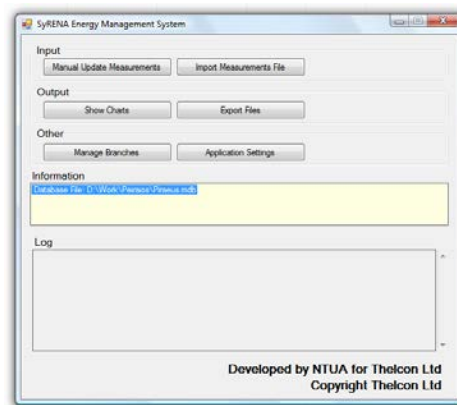 SyRENA Energy Management System
Input
Manual Update Measurements Import Measurements File
Output
Show Charts Export Files
Other
Manage Branches Application Settings
Information
Database File: D:\Work\Peiraios\Piraeus.mdb
Log
Developed by NTUA for Thelcon Ltd
Copyright Thelcon Ltd